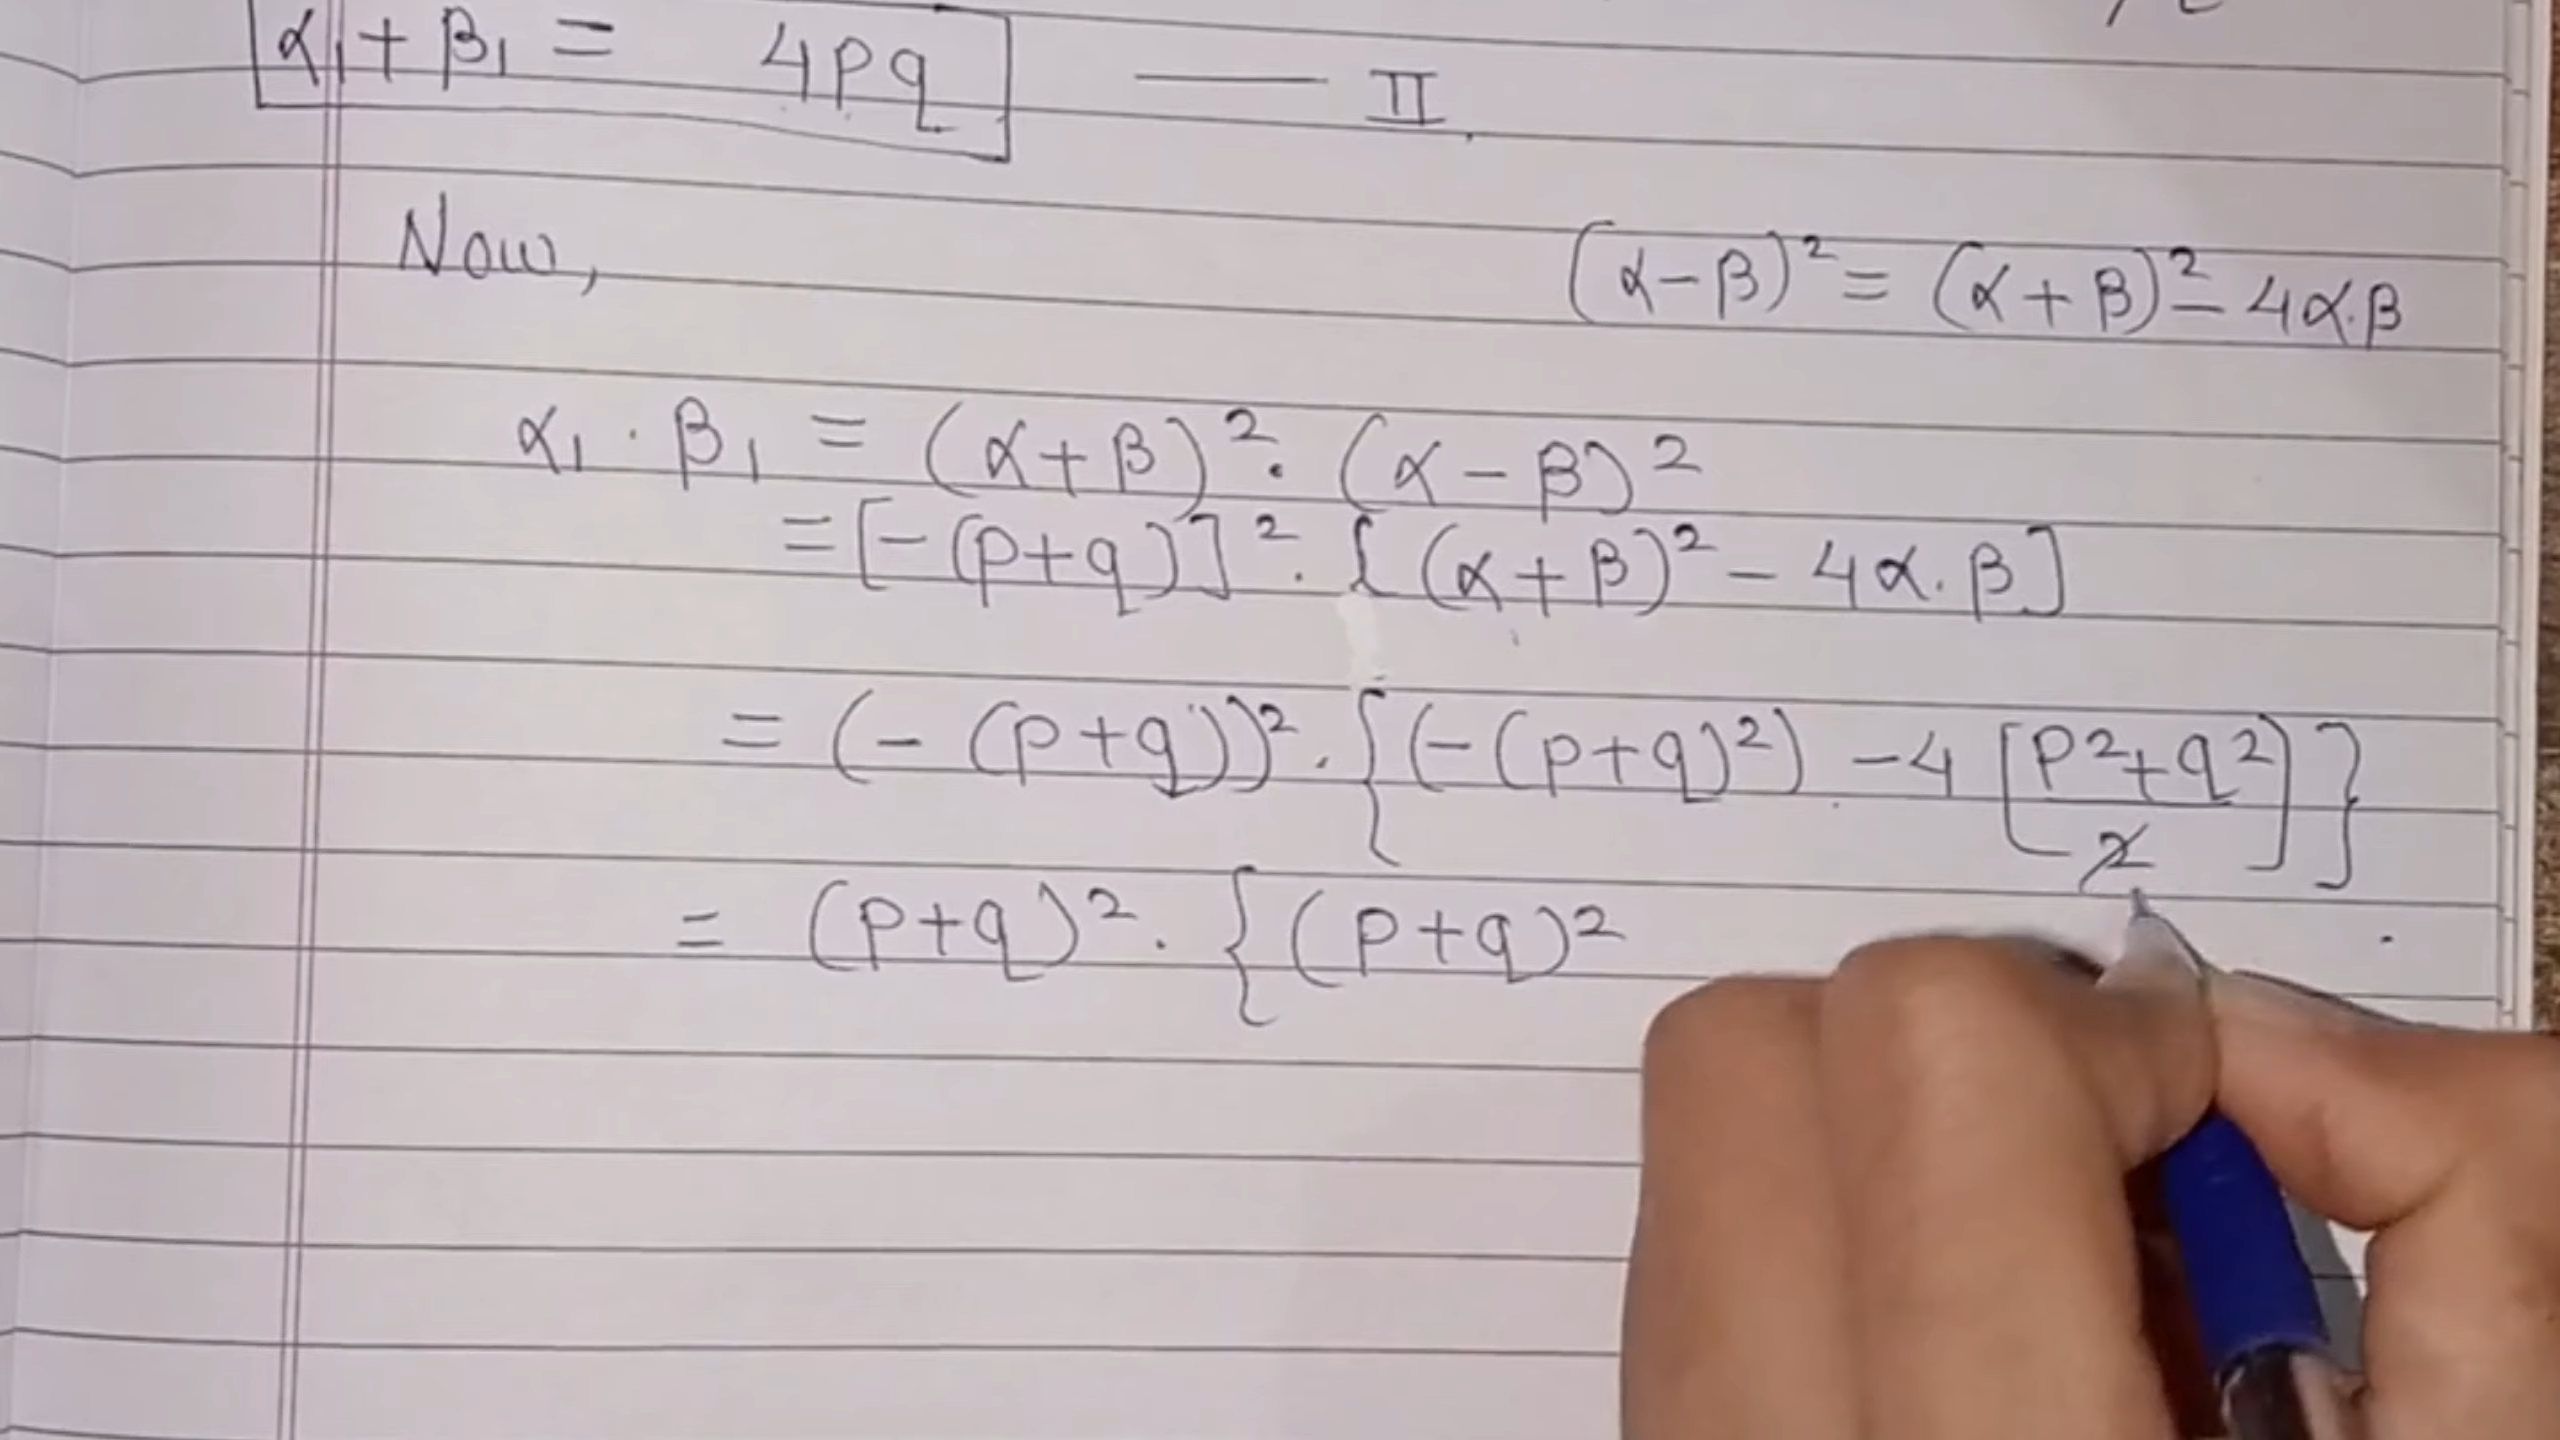 α₁ + β₁ = 4pq — II
Now,
(α-β)² = (α+β)² - 4α.β
α₁ · β₁ = (α+β)² . (α-β)²
= [-(p+q)]² . [(α+β)² - 4α.β]
= (-(p+q))² . {(-(p+q)²) - 4[p²+q²/2]}
= (p+q)² . {(p+q)²